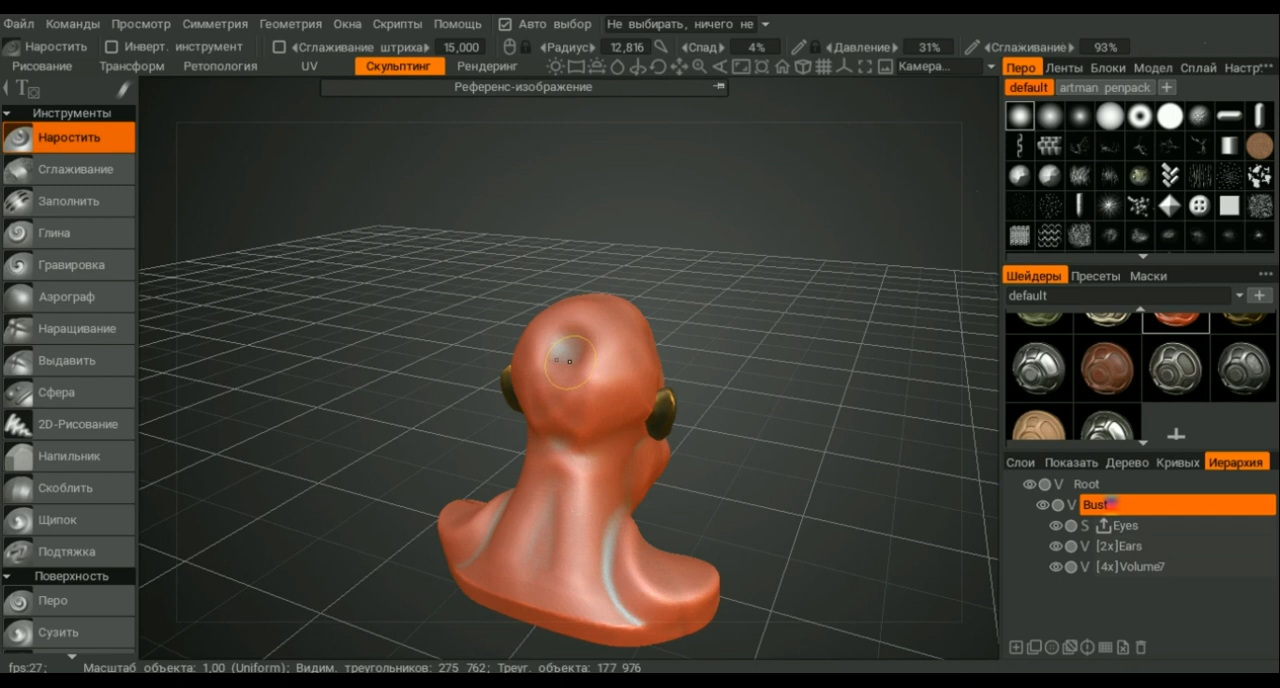 Файл Команды Просмотр Симметрия Геометрия Окна Скрипты Помощь Авто выбор Не выбирать, ничего не
Наростить Инверт. инструмент Сглаживание штриха 15,000 Радиус 12,816 Спад 4% Давление 31% Сглаживание 93%
Рисование Трансформ Ретопология UV Скульптинг Рендеринг Камера...
Референс-изображение
Инструменты
Наростить
Сглаживание
Заполнить
Глина
Гравировка
Аэрограф
Наращивание
Выдавить
Сфера
2D-Рисование
Напильник
Скоблить
Щипок
Подтяжка
Поверхность
Перо
Сузить
Перо Ленты Блоки Модел Сплай Настр...
default artman penpack +
Шейдеры Пресеты Маски
default
Слои Показать Дерево Кривых Иерархия
V Root
V Bust
S Eyes
V [2x]Ears
V [4x]Volume7
fps:27; Масштаб объекта: 1,00 (Uniform); Видим. треугольников: 275 762; Треуг. объекта: 177 976